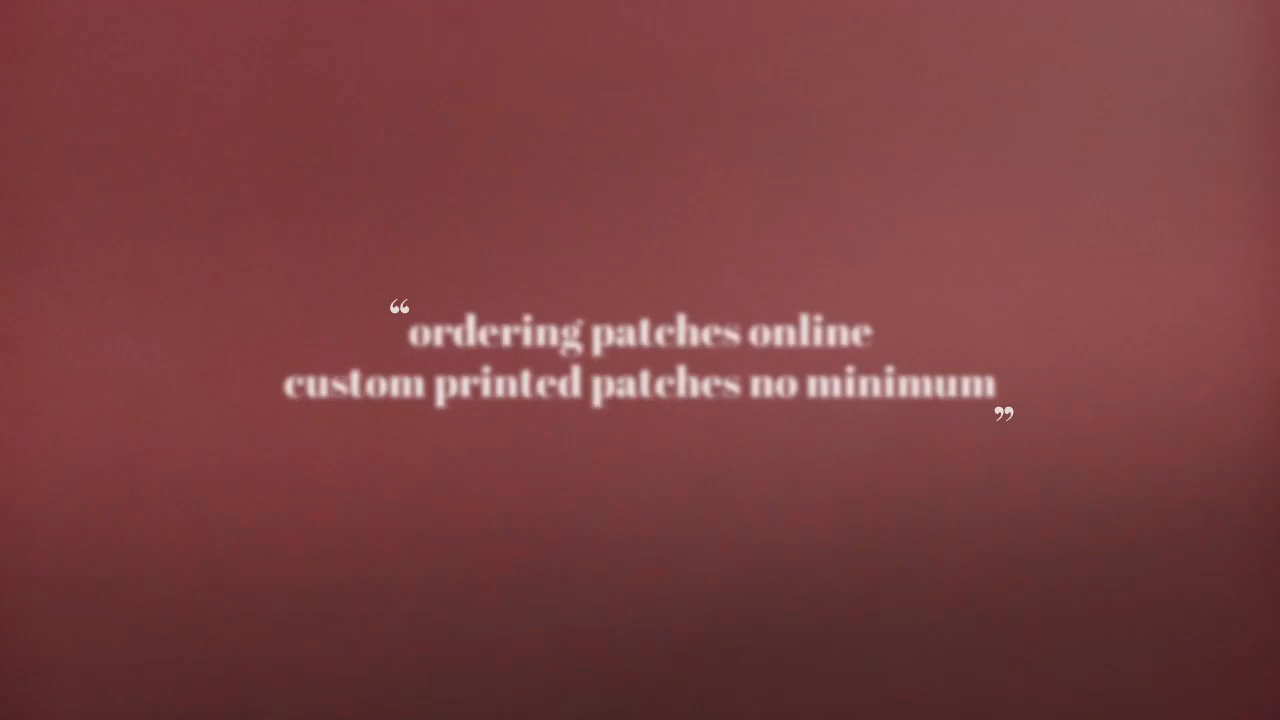 “ordering patches online
custom printed patches no minimum”